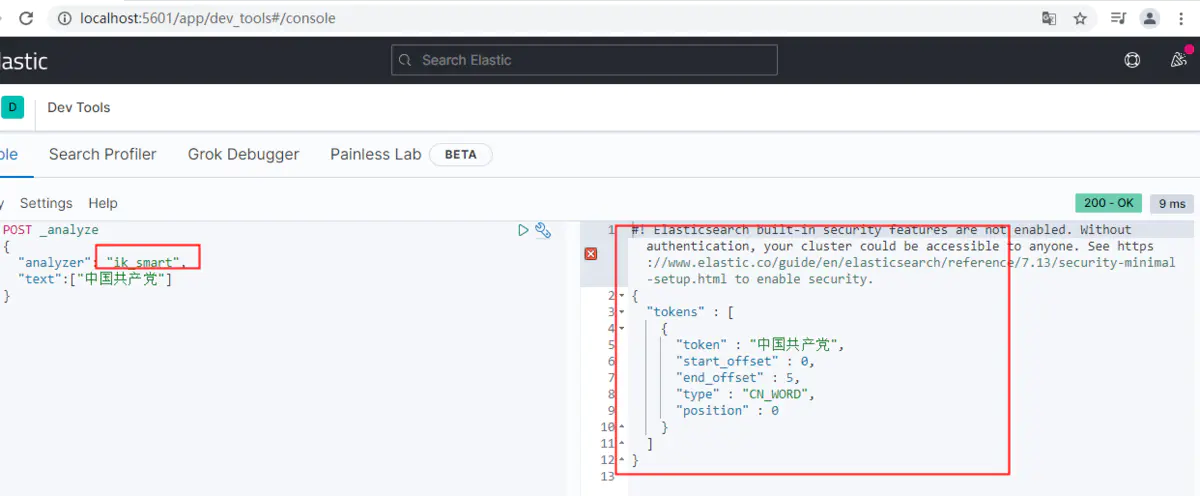 localhost:5601/app/dev_tools#/console
lastic
Search Elastic
D
Dev Tools
ole
Search Profiler
Grok Debugger
Painless Lab
BETA
y
Settings
Help
200 - OK
9 ms
POST _analyze
{
"analyzer": "ik_smart",
"text":["中国共产党"]
}
1
#! Elasticsearch built-in security features are not enabled. Without
authentication, your cluster could be accessible to anyone. See https
://www.elastic.co/guide/en/elasticsearch/reference/7.13/security-minimal
-setup.html to enable security.
2 {
3 "tokens" : [
4 {
5 "token" : "中国共产党",
6 "start_offset" : 0,
7 "end_offset" : 5,
8 "type" : "CN_WORD",
9 "position" : 0
10 }
11 ]
12 }
13